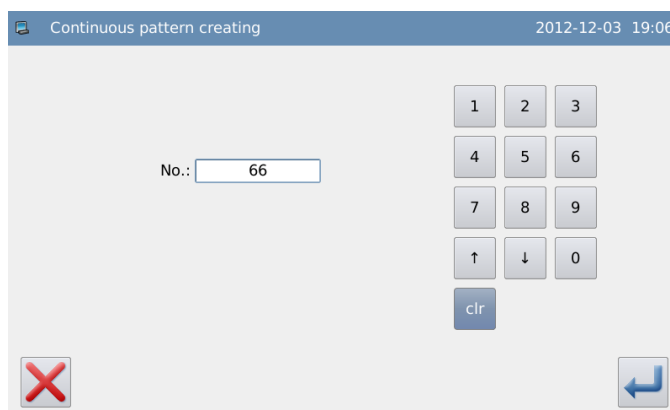 Continuous pattern creating 2012-12-03 19:06
1 2 3
4 5 6
No.: 66
7 8 9
↑ ↓ 0
clr